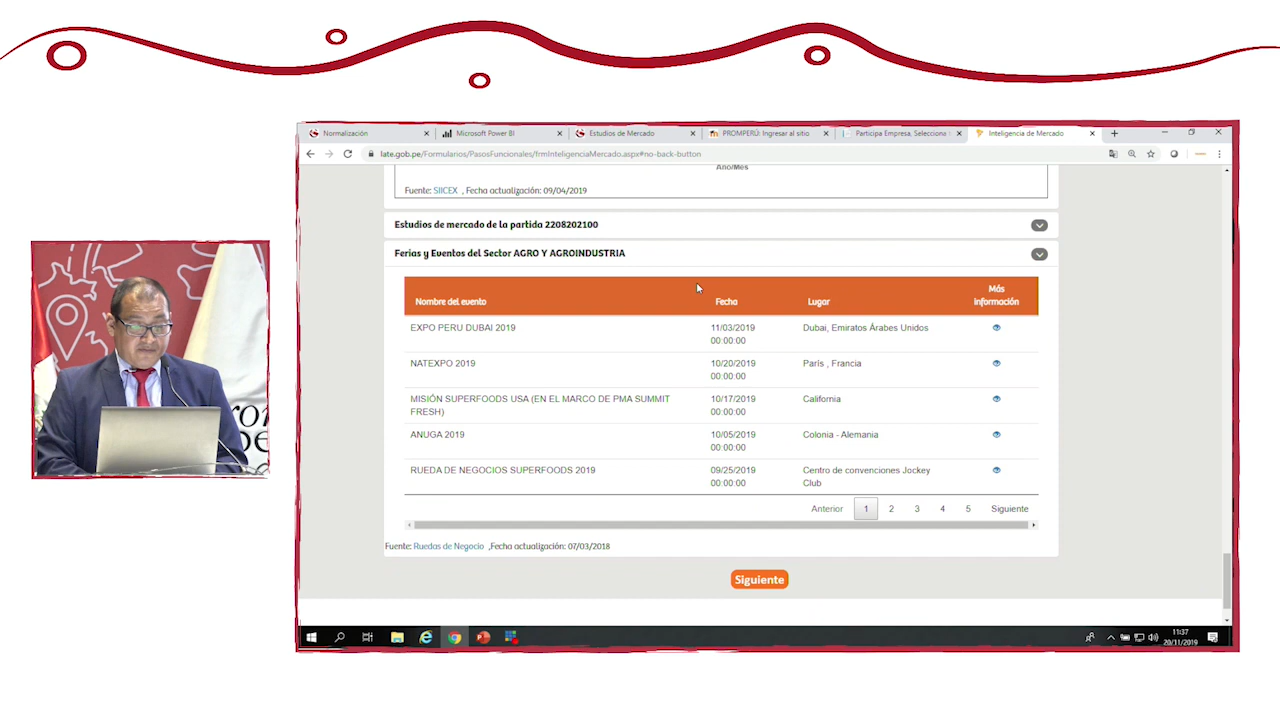 Normalización
Microsoft Power BI
Estudios de Mercado
PROMPERÚ: Ingresar al sitio
Participa Empresa, Selecciona
Inteligencia de Mercado
late.gob.pe/Formularios/PasosFuncionales/frmInteligenciaMercado.aspx#no-back-button
Año/Mes
Fuente: SIICEX , Fecha actualización: 09/04/2019
Estudios de mercado de la partida 2208202100
Ferias y Eventos del Sector AGRO Y AGROINDUSTRIA
Nombre del evento
Fecha
Lugar
Más
información
EXPO PERU DUBAI 2019
11/03/2019
00:00:00
Dubai, Emiratos Árabes Unidos
NATEXPO 2019
10/20/2019
00:00:00
París , Francia
MISIÓN SUPERFOODS USA (EN EL MARCO DE PMA SUMMIT
FRESH)
10/17/2019
00:00:00
California
ANUGA 2019
10/05/2019
00:00:00
Colonia - Alemania
RUEDA DE NEGOCIOS SUPERFOODS 2019
09/25/2019
00:00:00
Centro de convenciones Jockey
Club
Anterior 1 2 3 4 5 Siguiente
Fuente: Ruedas de Negocio ,Fecha actualización: 07/03/2018
Siguiente
11:37
20/11/2019